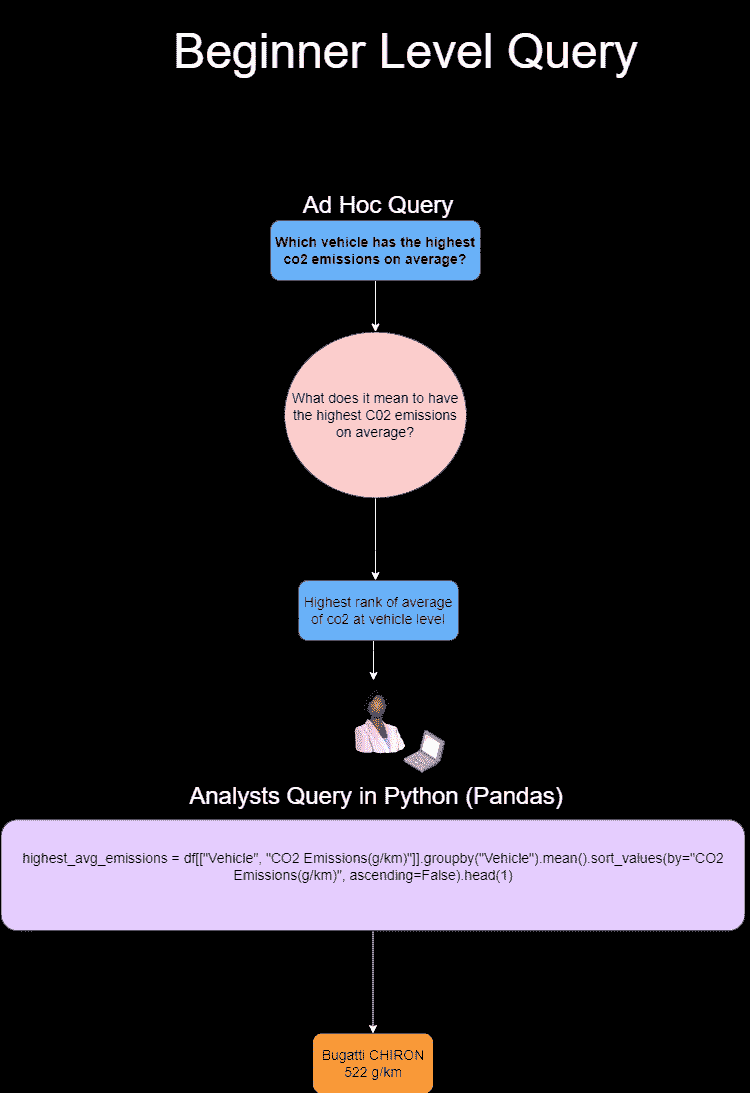 Beginner Level Query
Ad Hoc Query
Which vehicle has the highest
co2 emissions on average?
What does it mean to have
the highest C02 emissions
on average?
Highest rank of average
of co2 at vehicle level
Analysts Query in Python (Pandas)
highest_avg_emissions = df[["Vehicle", "CO2 Emissions(g/km)"]].groupby("Vehicle").mean().sort_values(by="CO2
Emissions(g/km)", ascending=False).head(1)
Bugatti CHIRON
522 g/km